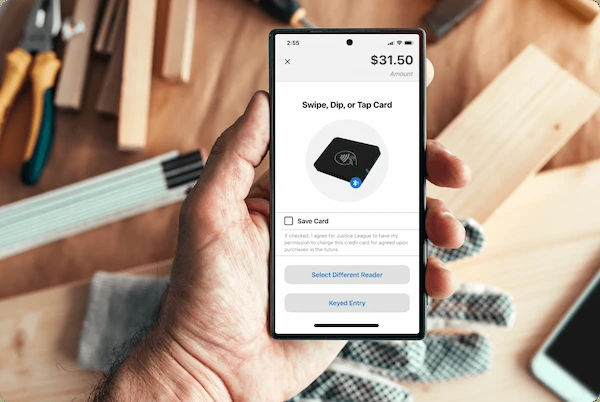 2:55
$31.50
Amount
Swipe, Dip, or Tap Card
Save Card
If checked, I agree for Justice League to have my
permission to charge this credit card for agreed upon
purchases in the future.
Select Different Reader
Keyed Entry